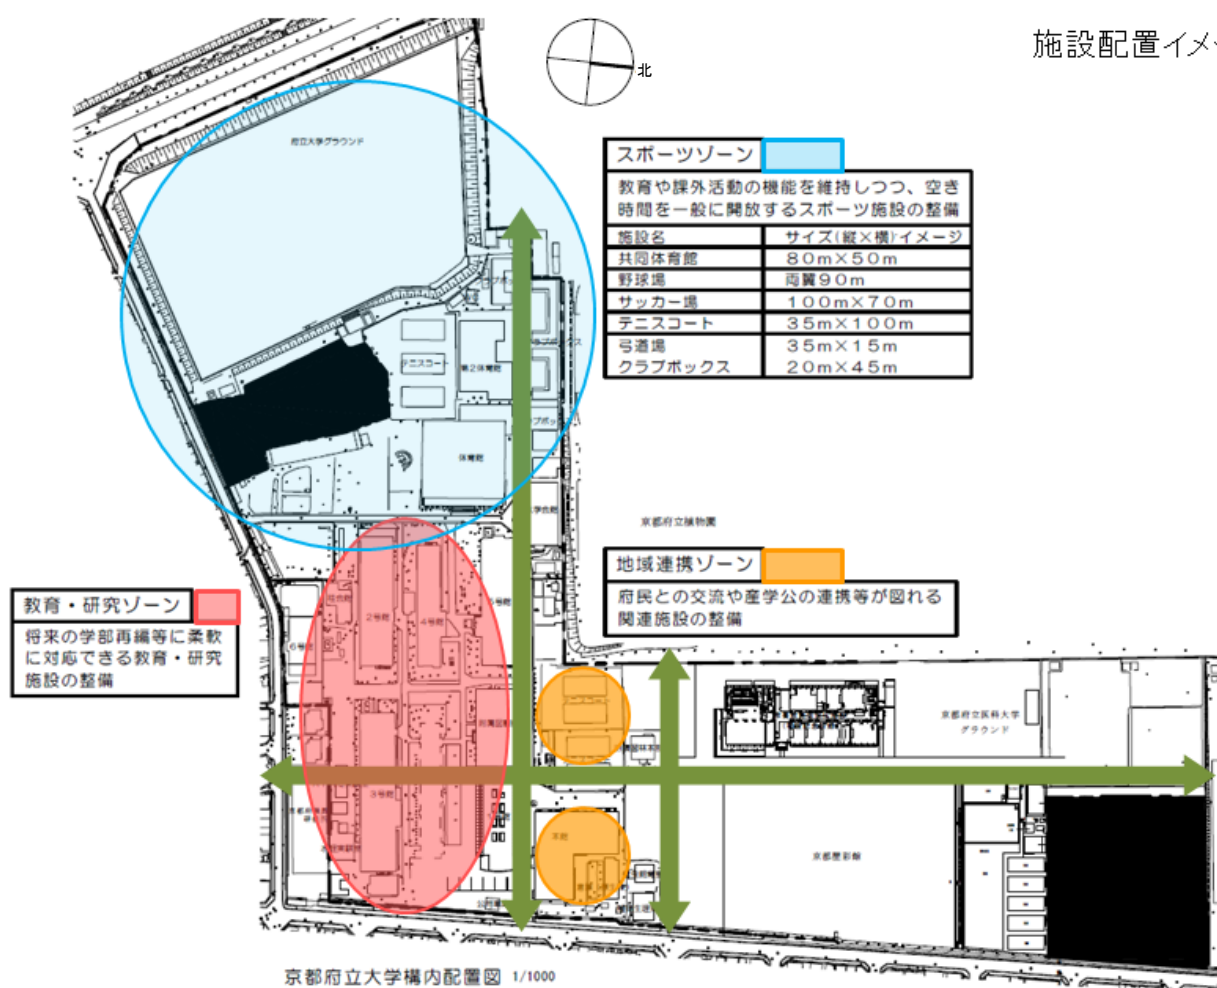 施設配置イメ
北
府立大学グラウンド
スポーツゾーン
教育や課外活動の機能を維持しつつ、空き
時間を一般に開放するスポーツ施設の整備
施設名 サイズ(縦×横)イメージ
共同体育館 80m×50m
野球場 両翼90m
サッカー場 100m×70m
テニスコート 35m×100m
弓道場 35m×15m
クラブボックス 20m×45m
テニスコート
第2体育館
体育館
京都府立植物園
地域連携ゾーン
府民との交流や産学公の連携等が図れる
関連施設の整備
教育・研究ゾーン
将来の学部再編等に柔軟
に対応できる教育・研究
施設の整備
2号館
4号館
6号館
京都府立医科大学
グラウンド
3号館
本館
京都府立大学構内配置図 1/1000